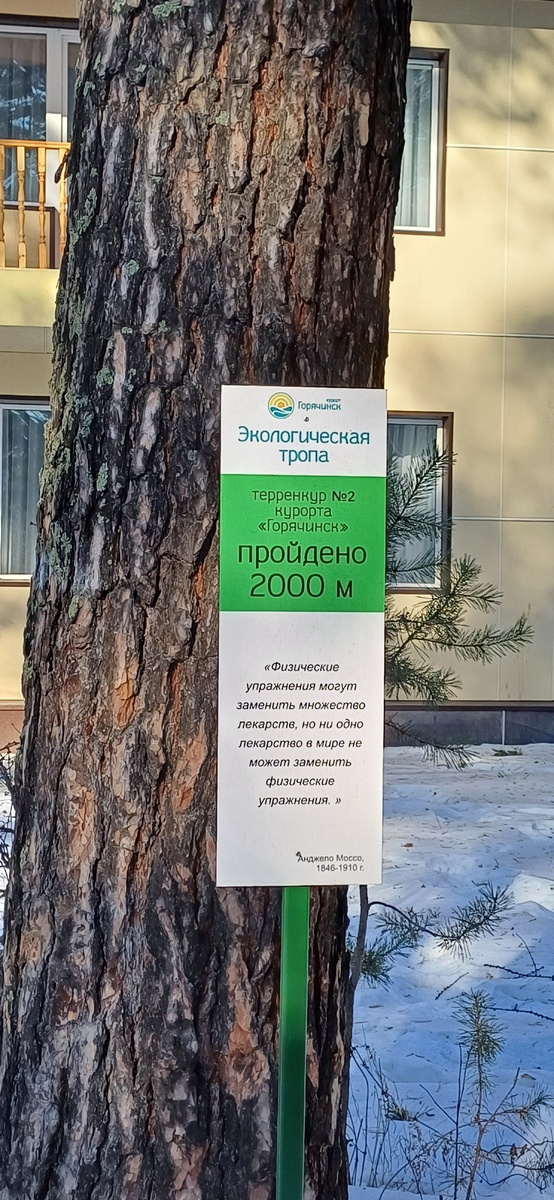 курорт
Горячинск
Экологическая
тропа
терренкур №2
курорта
«Горячинск»
пройдено
2000 м
«Физические
упражнения могут
заменить множество
лекарств, но ни одно
лекарство в мире не
может заменить
физические
упражнения. »
Анджело Моссо,
1846-1910 г.